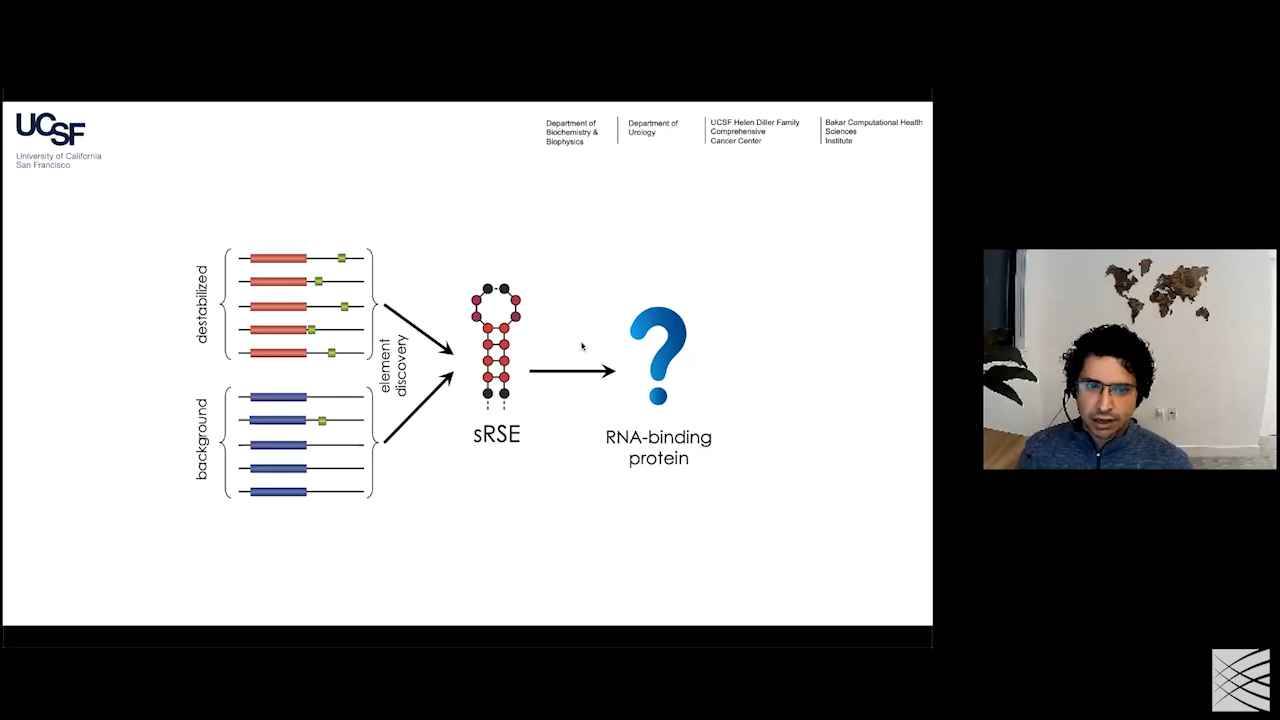 UCSF
University of California
San Francisco
Department of
Biochemistry &
Biophysics
Department of
Urology
UCSF Helen Diller Family
Comprehensive
Cancer Center
Bakar Computational Health
Sciences
Institute
destabilized
background
element
discovery
sRSE
?
RNA-binding
protein